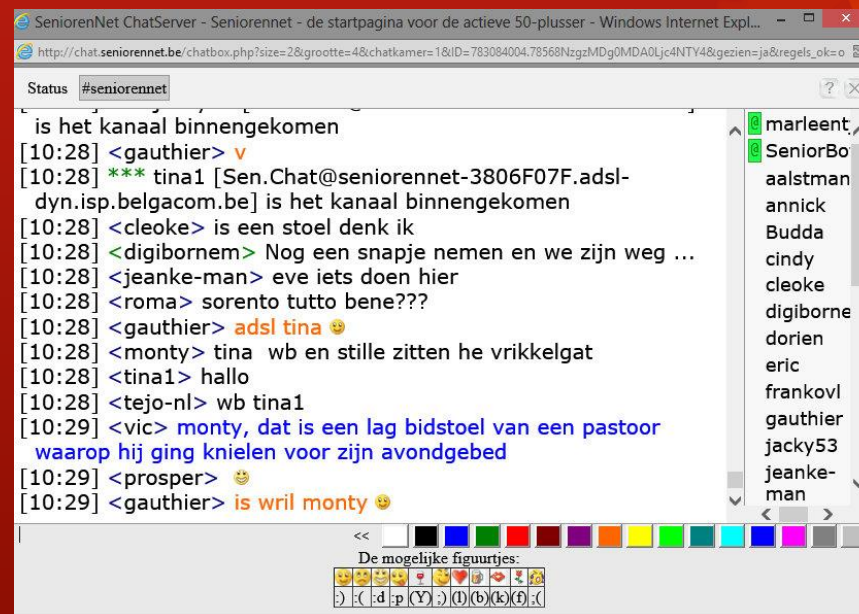 SeniorenNet ChatServer - Seniorennet - de startpagina voor de actieve 50-plusser - Windows Internet Expl...
http://chat.seniorennet.be/chatbox.php?size=2&grootte=4&chatkamer=1&ID=783084004.78568NzgzMDg0MDA0Ljc4NTY4&gezien=ja&regels_ok=o
Status #seniorennet
is het kanaal binnengekomen
[10:28] <gauthier> v
[10:28] *** tina1 [Sen.Chat@seniorennet-3806F07F.adsl-
dyn.isp.belgacom.be] is het kanaal binnengekomen
[10:28] <cleoke> is een stoel denk ik
[10:28] <digibornem> Nog een snapje nemen en we zijn weg ...
[10:28] <jeanke-man> eve iets doen hier
[10:28] <roma> sorento tutto bene???
[10:28] <gauthier> adsl tina
[10:28] <monty> tina wb en stille zitten he vrikkelgat
[10:28] <tina1> hallo
[10:28] <tejo-nl> wb tina1
[10:29] <vic> monty, dat is een lag bidstoel van een pastoor
waarop hij ging knielen voor zijn avondgebed
[10:29] <prosper>
[10:29] <gauthier> is wril monty
@ marleent
@ SeniorBo
aalstman
annick
Budda
cindy
cleoke
digiborne
dorien
eric
frankovl
gauthier
jacky53
jeanke-
man
<<
De mogelijke figuurtjes:
:) :( :d :p (Y) ;) (l) (b) (k) (f) ;(